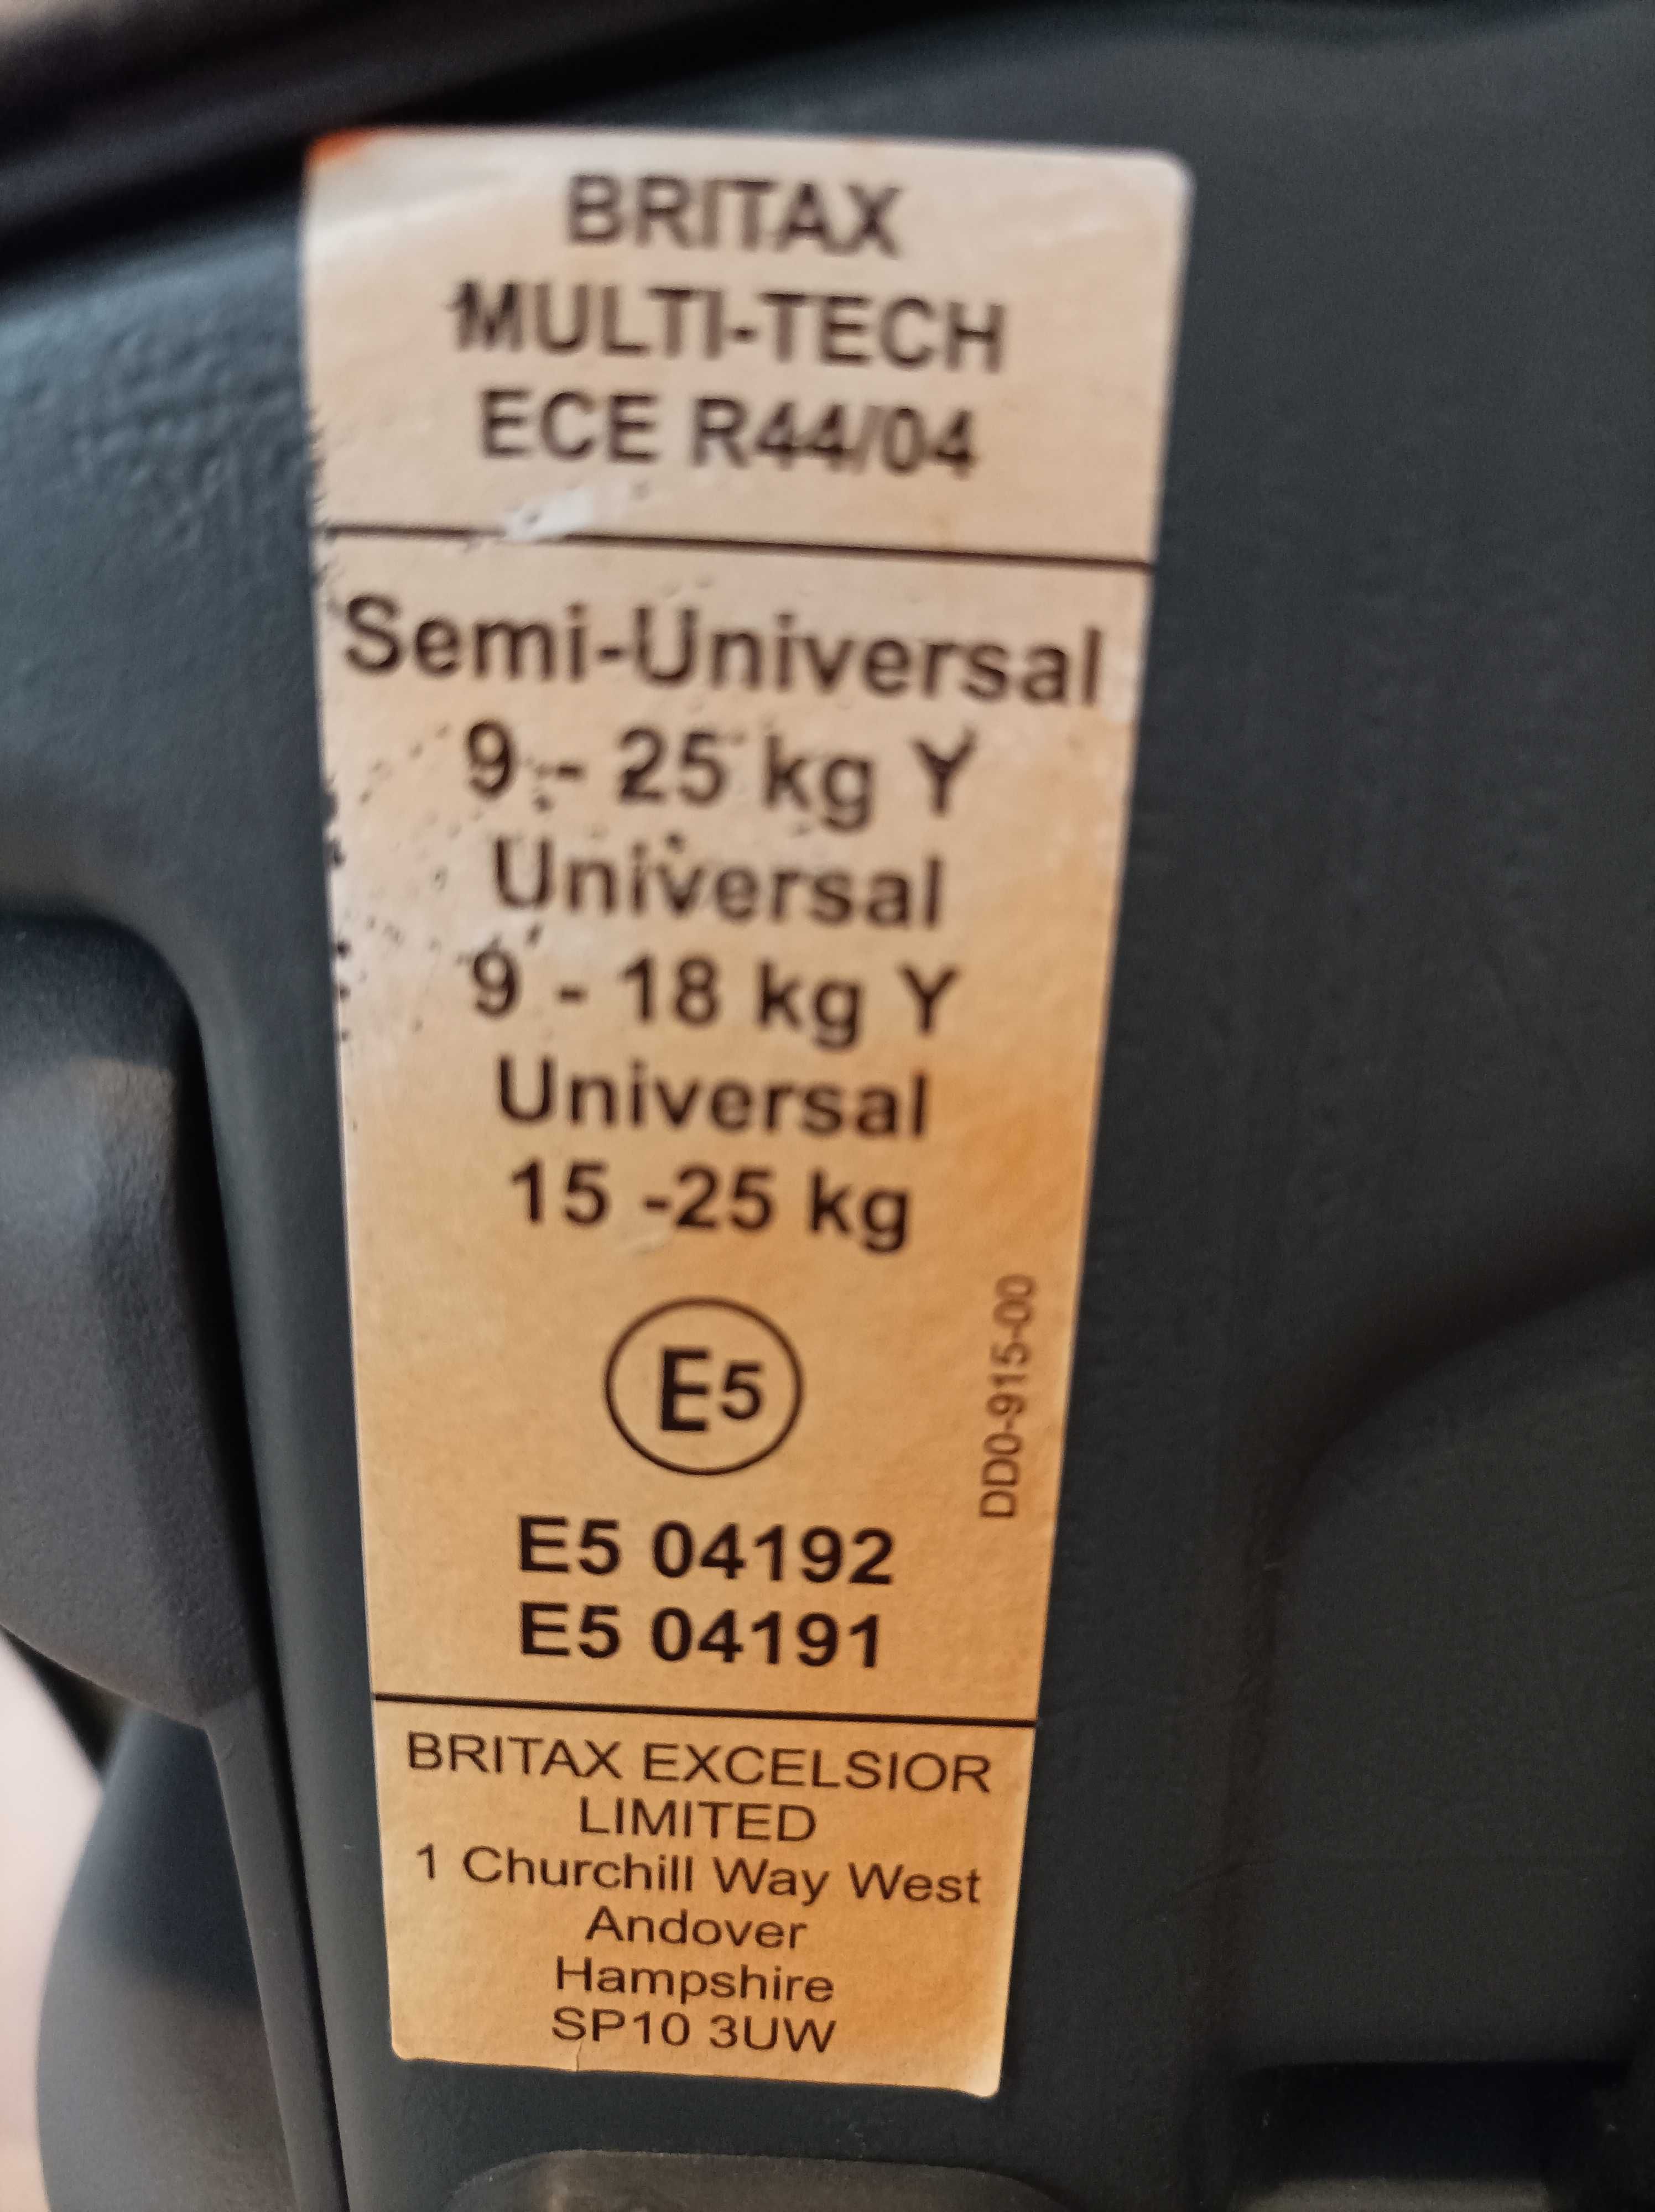 BRITAX
MULTI-TECH
ECE R44/04
Semi-Universal
9 - 25 kg Y
Universal
9 - 18 kg Y
Universal
15 -25 kg
E5
DD0-915-00
E5 04192
E5 04191
BRITAX EXCELSIOR
LIMITED
1 Churchill Way West
Andover
Hampshire
SP10 3UW